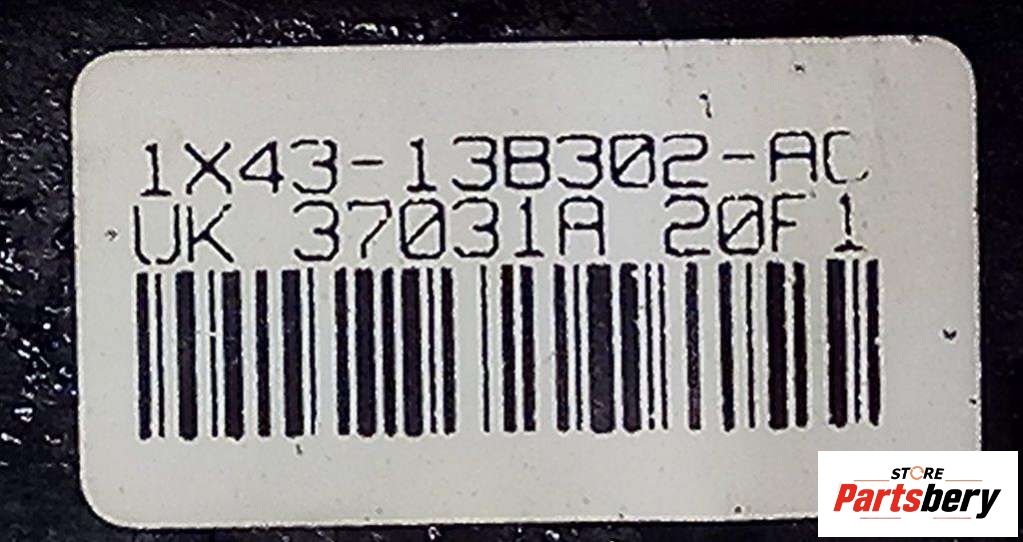 1X43-13B302-AC
UK 37031A 20F1
STORE
Partsbery